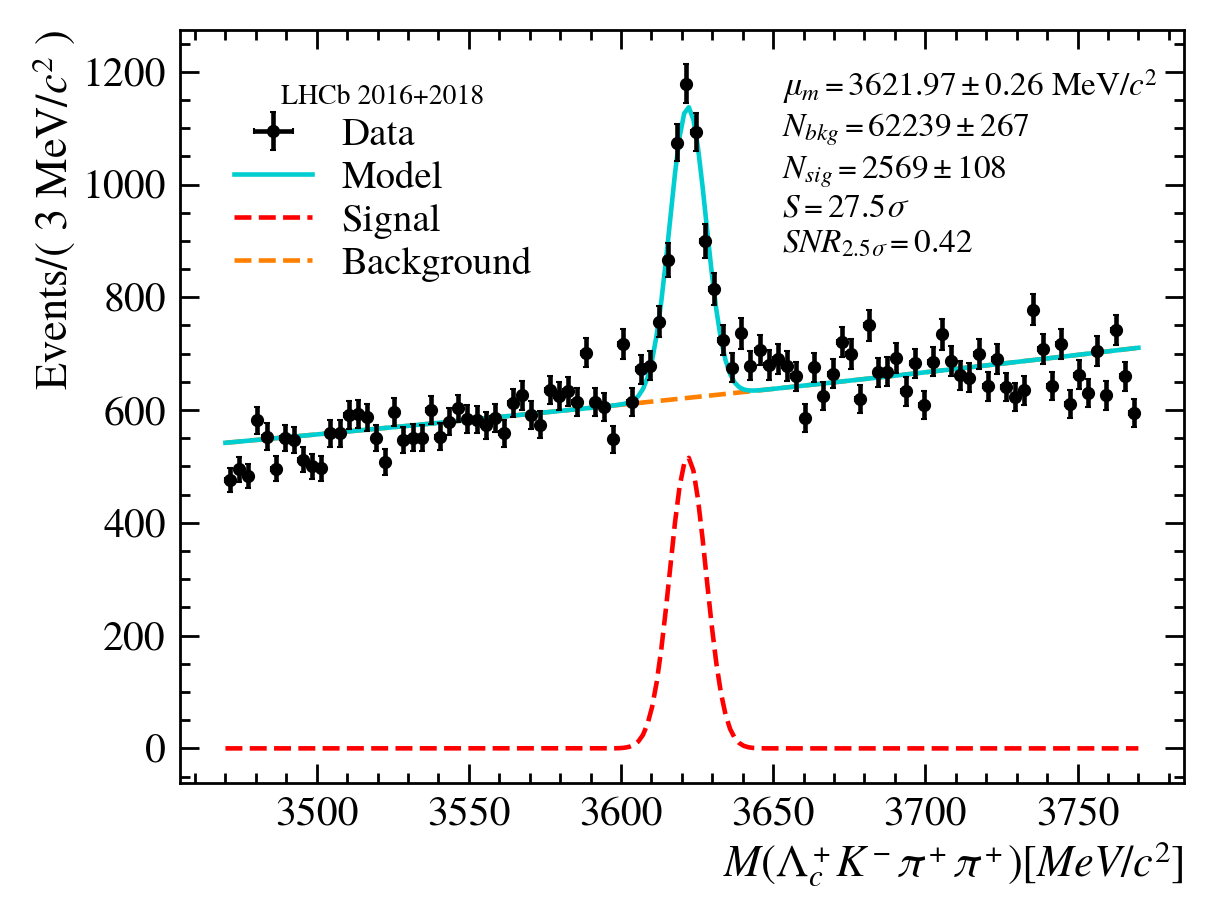 Events/( 3 MeV/c² )
1200
1000
800
600
400
200
0
LHCb 2016+2018
Data
Model
Signal
Background
μₘ = 3621.97 ± 0.26 MeV/c²
N_bkg = 62239 ± 267
N_sig = 2569 ± 108
S = 27.5σ
SNR_2.5σ = 0.42
3500
3550
3600
3650
3700
3750
M(Λ_c⁺K⁻π⁺π⁺)[MeV/c²]